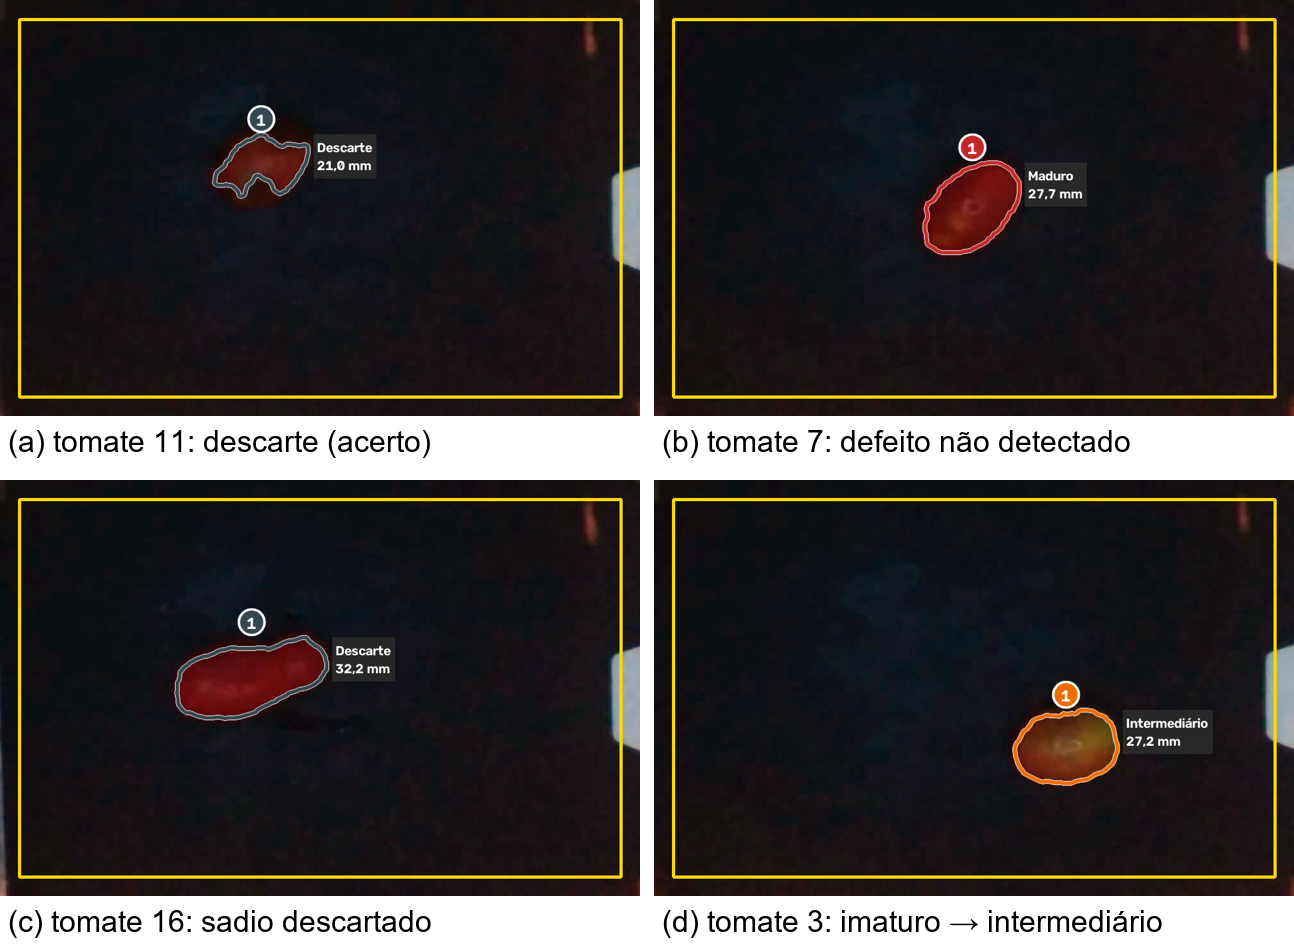 1
Descarte
21,0 mm
(a) tomate 11: descarte (acerto)
1
Maduro
27,7 mm
(b) tomate 7: defeito não detectado
1
Descarte
32,2 mm
(c) tomate 16: sadio descartado
1
Intermediário
27,2 mm
(d) tomate 3: imaturo → intermediário